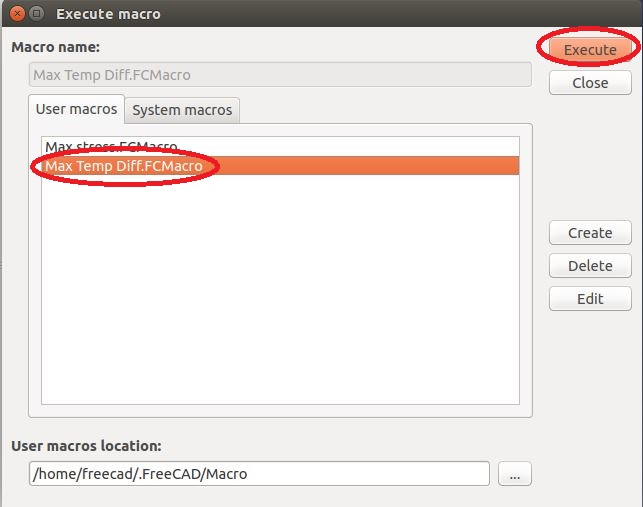 Execute macro
Macro name:
Execute
Max Temp Diff.FCMacro
Close
User macros
System macros
Max stress.FCMacro
Max Temp Diff.FCMacro
Create
Delete
Edit
User macros location:
/home/freecad/.FreeCAD/Macro
...